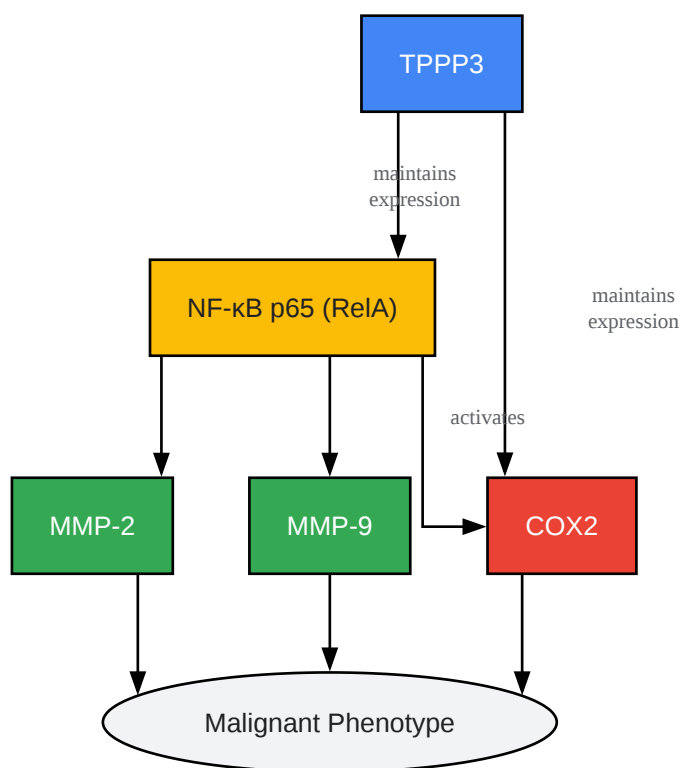 TPPP3
maintains
expression
NF-κB p65 (RelA)
maintains
expression
activates
MMP-2
MMP-9
COX2
Malignant Phenotype